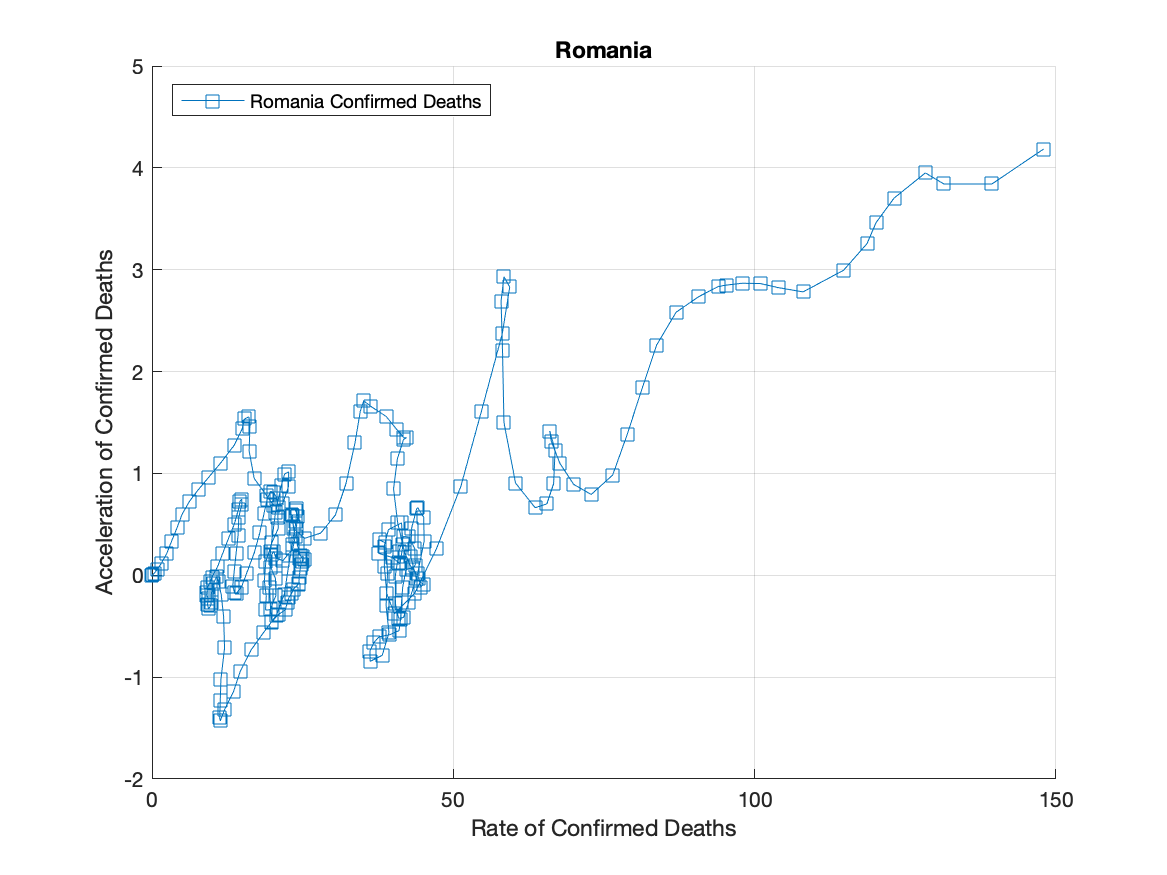 Romania
Romania Confirmed Deaths
5
4
3
2
1
0
-1
-2
Acceleration of Confirmed Deaths
0 50 100 150
Rate of Confirmed Deaths